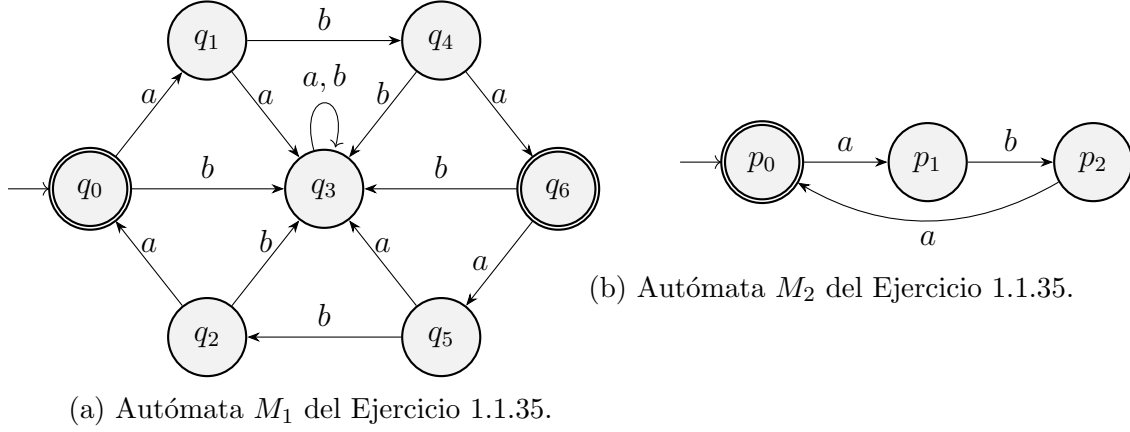 b
q₁
q₄
a, b
a
a
b
a
b
a
b
p₀
p₁
p₂
q₀
b
q₃
b
q₆
a
a
b
a
a
(b) Autómata M₂ del Ejercicio 1.1.35.
q₂
b
q₅
(a) Autómata M₁ del Ejercicio 1.1.35.